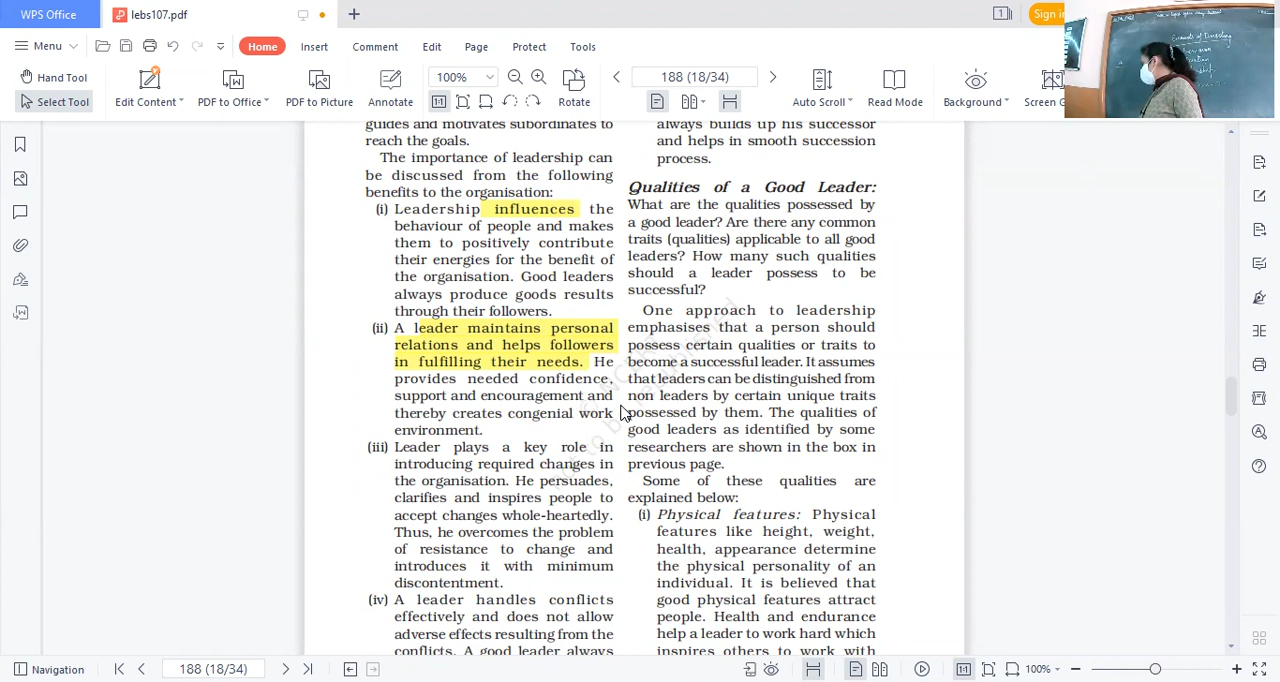 WPS Office
lebs107.pdf
Sign in
Menu
Home
Insert
Comment
Edit
Page
Protect
Tools
Hand Tool
Select Tool
Edit Content
PDF to Office
PDF to Picture
Annotate
100%
Rotate
188 (18/34)
Auto Scroll
Read Mode
Background
Screen
Elements of Directing
guides and motivates subordinates to
reach the goals.
The importance of leadership can
be discussed from the following
benefits to the organisation:
(i) Leadership influences the
behaviour of people and makes
them to positively contribute
their energies for the benefit of
the organisation. Good leaders
always produce goods results
through their followers.
(ii) A leader maintains personal
relations and helps followers
in fulfilling their needs. He
provides needed confidence,
support and encouragement and
thereby creates congenial work
environment.
(iii) Leader plays a key role in
introducing required changes in
the organisation. He persuades,
clarifies and inspires people to
accept changes whole-heartedly.
Thus, he overcomes the problem
of resistance to change and
introduces it with minimum
discontentment.
(iv) A leader handles conflicts
effectively and does not allow
adverse effects resulting from the
conflicts. A good leader always
always builds up his successor
and helps in smooth succession
process.
Qualities of a Good Leader:
What are the qualities possessed by
a good leader? Are there any common
traits (qualities) applicable to all good
leaders? How many such qualities
should a leader possess to be
successful?
One approach to leadership
emphasises that a person should
possess certain qualities or traits to
become a successful leader. It assumes
that leaders can be distinguished from
non leaders by certain unique traits
possessed by them. The qualities of
good leaders as identified by some
researchers are shown in the box in
previous page.
Some of these qualities are
explained below:
(i) Physical features: Physical
features like height, weight,
health, appearance determine
the physical personality of an
individual. It is believed that
good physical features attract
people. Health and endurance
help a leader to work hard which
inspires others to work with
Navigation
188 (18/34)
100%